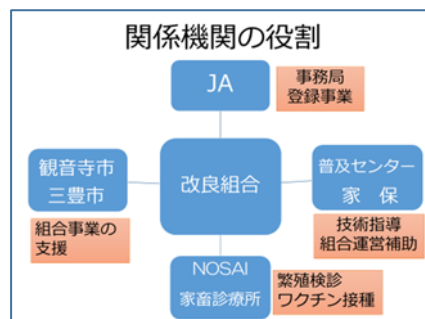 関係機関の役割
JA
事務局
登録事業
観音寺市
三豊市
改良組合
普及センター
家　保
組合事業の
支援
技術指導
組合運営補助
NOSAI
家畜診療所
繁殖検診
ワクチン接種